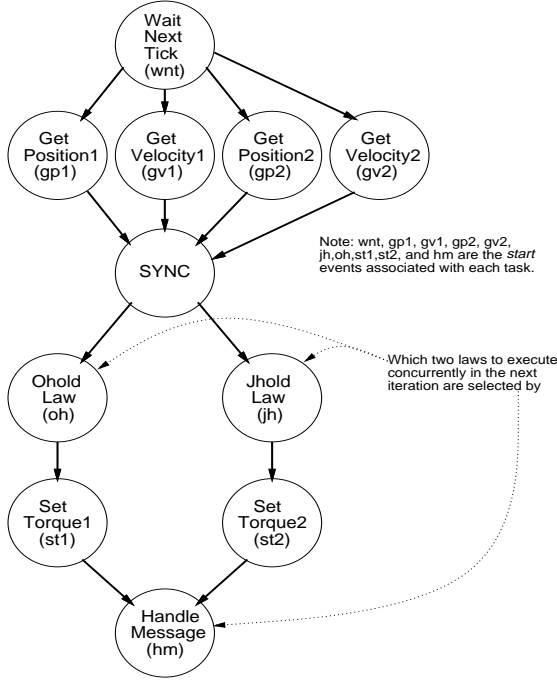 Wait
Next
Tick
(wnt)
Get
Position1
(gp1)
Get
Velocity1
(gv1)
Get
Position2
(gp2)
Get
Velocity2
(gv2)
SYNC
Note: wnt, gp1, gv1, gp2, gv2,
jh,oh,st1,st2, and hm are the start
events associated with each task.
Ohold
Law
(oh)
Jhold
Law
(jh)
Which two laws to execute
concurrently in the next
iteration are selected by
Set
Torque1
(st1)
Set
Torque2
(st2)
Handle
Message
(hm)